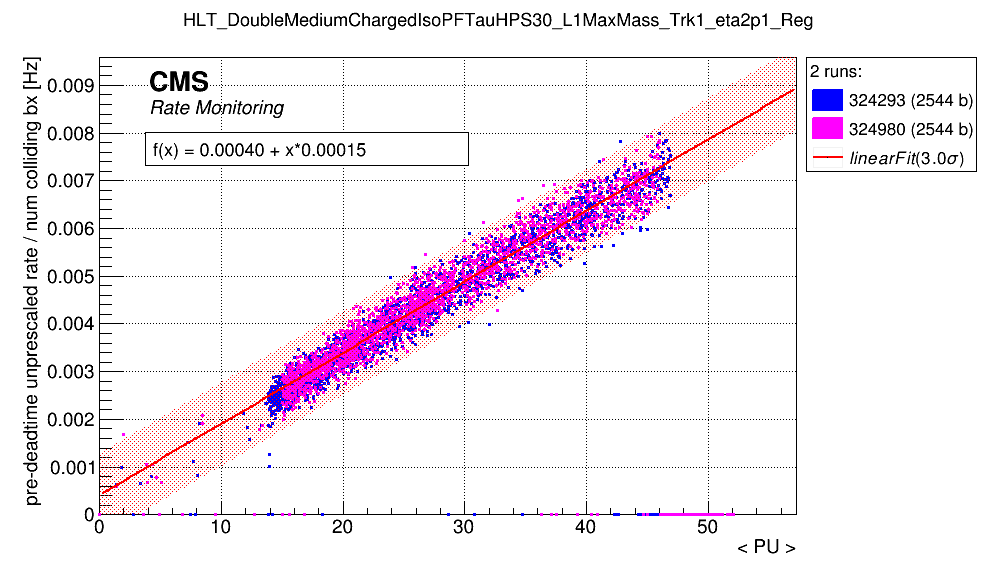 HLT_DoubleMediumChargedIsoPFTauHPS30_L1MaxMass_Trk1_eta2p1_Reg
CMS
Rate Monitoring
f(x) = 0.00040 + x*0.00015
2 runs:
324293 (2544 b)
324980 (2544 b)
linearFit(3.0σ)
pre-deadtime unprescaled rate / num colliding bx [Hz]
0.009
0.008
0.007
0.006
0.005
0.004
0.003
0.002
0.001
0
0 10 20 30 40 50
< PU >